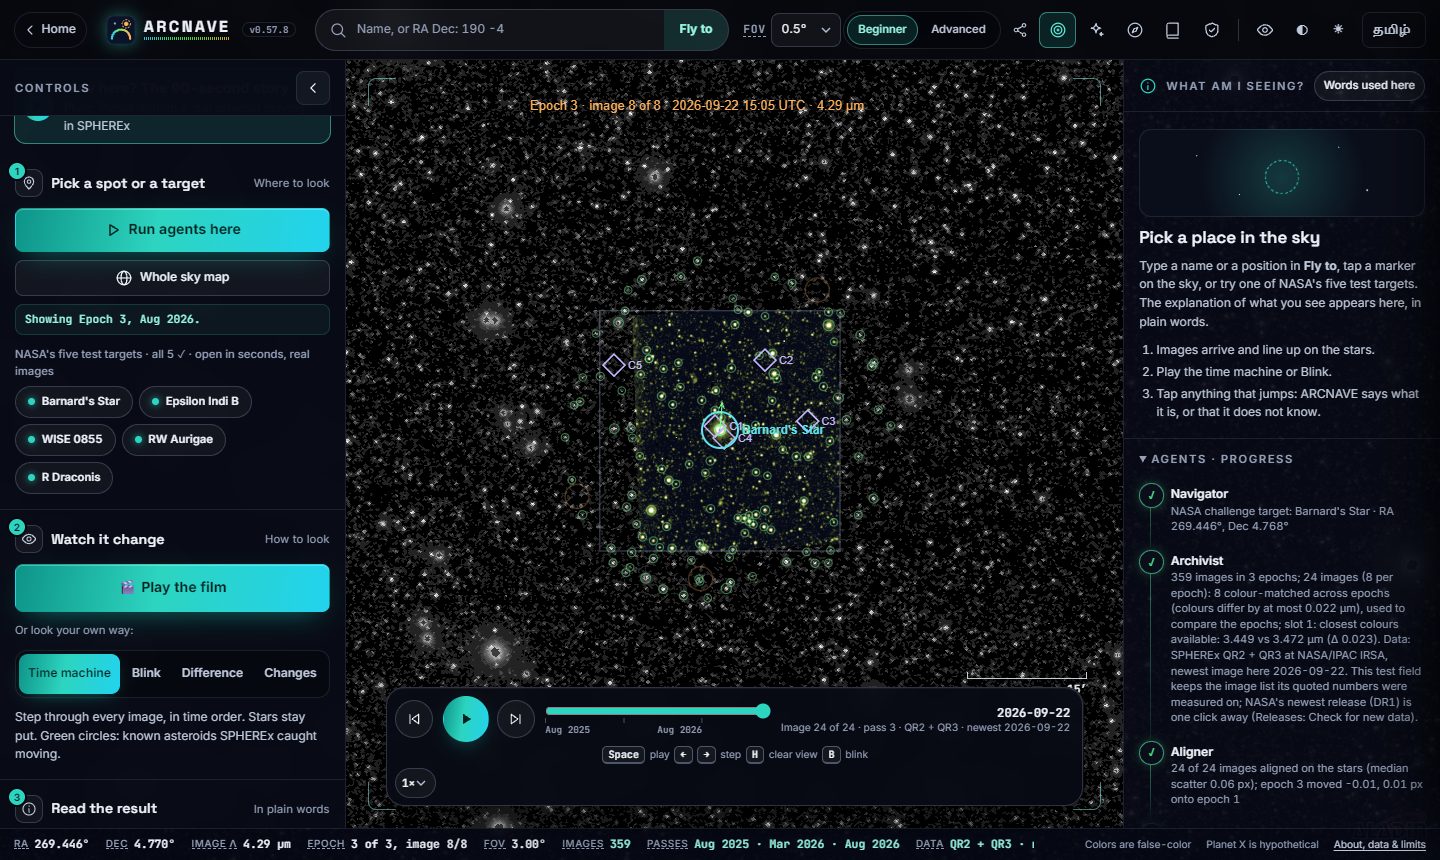 Home
ARCNAVE
v0.57.8
Name, or RA Dec: 190 -4
Fly to
FOV
0.5°
Beginner
Advanced
தமிழ்
CONTROLS
in SPHEREx
1
Pick a spot or a target
Where to look
Run agents here
Whole sky map
Showing Epoch 3, Aug 2026.
NASA's five test targets · all 5 ✓ · open in seconds, real
images
Barnard's Star
Epsilon Indi B
WISE 0855
RW Aurigae
R Draconis
2
Watch it change
How to look
Play the film
Or look your own way:
Time machine
Blink
Difference
Changes
Step through every image, in time order. Stars stay
put. Green circles: known asteroids SPHEREx caught
moving.
3
Read the result
In plain words
Epoch 3 · image 8 of 8 · 2026-09-22 15:05 UTC · 4.29 µm
C5
C2
C3
C4
Barnard's Star
Aug 2025
Aug 2026
2026-09-22
Image 24 of 24 · pass 3 · QR2 + QR3 · newest 2026-09-22
Space play ← → step H clear view B blink
1×
WHAT AM I SEEING?
Words used here
Pick a place in the sky
Type a name or a position in Fly to, tap a marker
on the sky, or try one of NASA's five test targets.
The explanation of what you see appears here, in
plain words.
1. Images arrive and line up on the stars.
2. Play the time machine or Blink.
3. Tap anything that jumps: ARCNAVE says what
it is, or that it does not know.
AGENTS · PROGRESS
Navigator
NASA challenge target: Barnard's Star · RA
269.446°, Dec 4.768°
Archivist
359 images in 3 epochs; 24 images (8 per
epoch): 8 colour-matched across epochs
(colours differ by at most 0.022 µm), used to
compare the epochs; slot 1: closest colours
available: 3.449 vs 3.472 µm (Δ 0.023). Data:
SPHEREx QR2 + QR3 at NASA/IPAC IRSA,
newest image here 2026-09-22. This test field
keeps the image list its quoted numbers were
measured on; NASA's newest release (DR1) is
one click away (Releases: Check for new data).
Aligner
24 of 24 images aligned on the stars (median
scatter 0.06 px); epoch 3 moved -0.01, 0.01 px
onto epoch 1
RA 269.446° DEC 4.770° IMAGE Λ 4.29 µm EPOCH 3 of 3, image 8/8 FOV 3.00° IMAGES 359 PASSES Aug 2025 · Mar 2026 · Aug 2026 DATA QR2 + QR3 ·
Colors are false-color
Planet X is hypothetical
About, data & limits